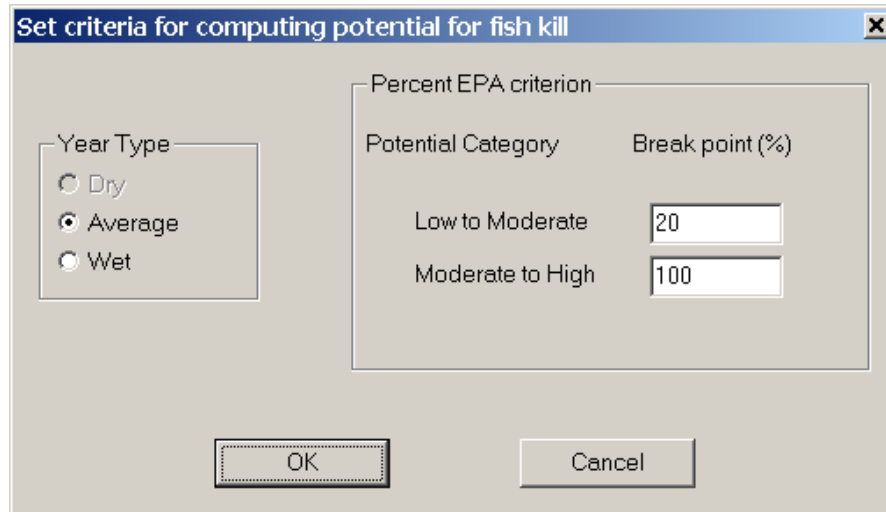 Set criteria for computing potential for fish kill
Year Type
Dry
Average
Wet
Percent EPA criterion
Potential Category Break point (%)
Low to Moderate 20
Moderate to High 100
OK Cancel